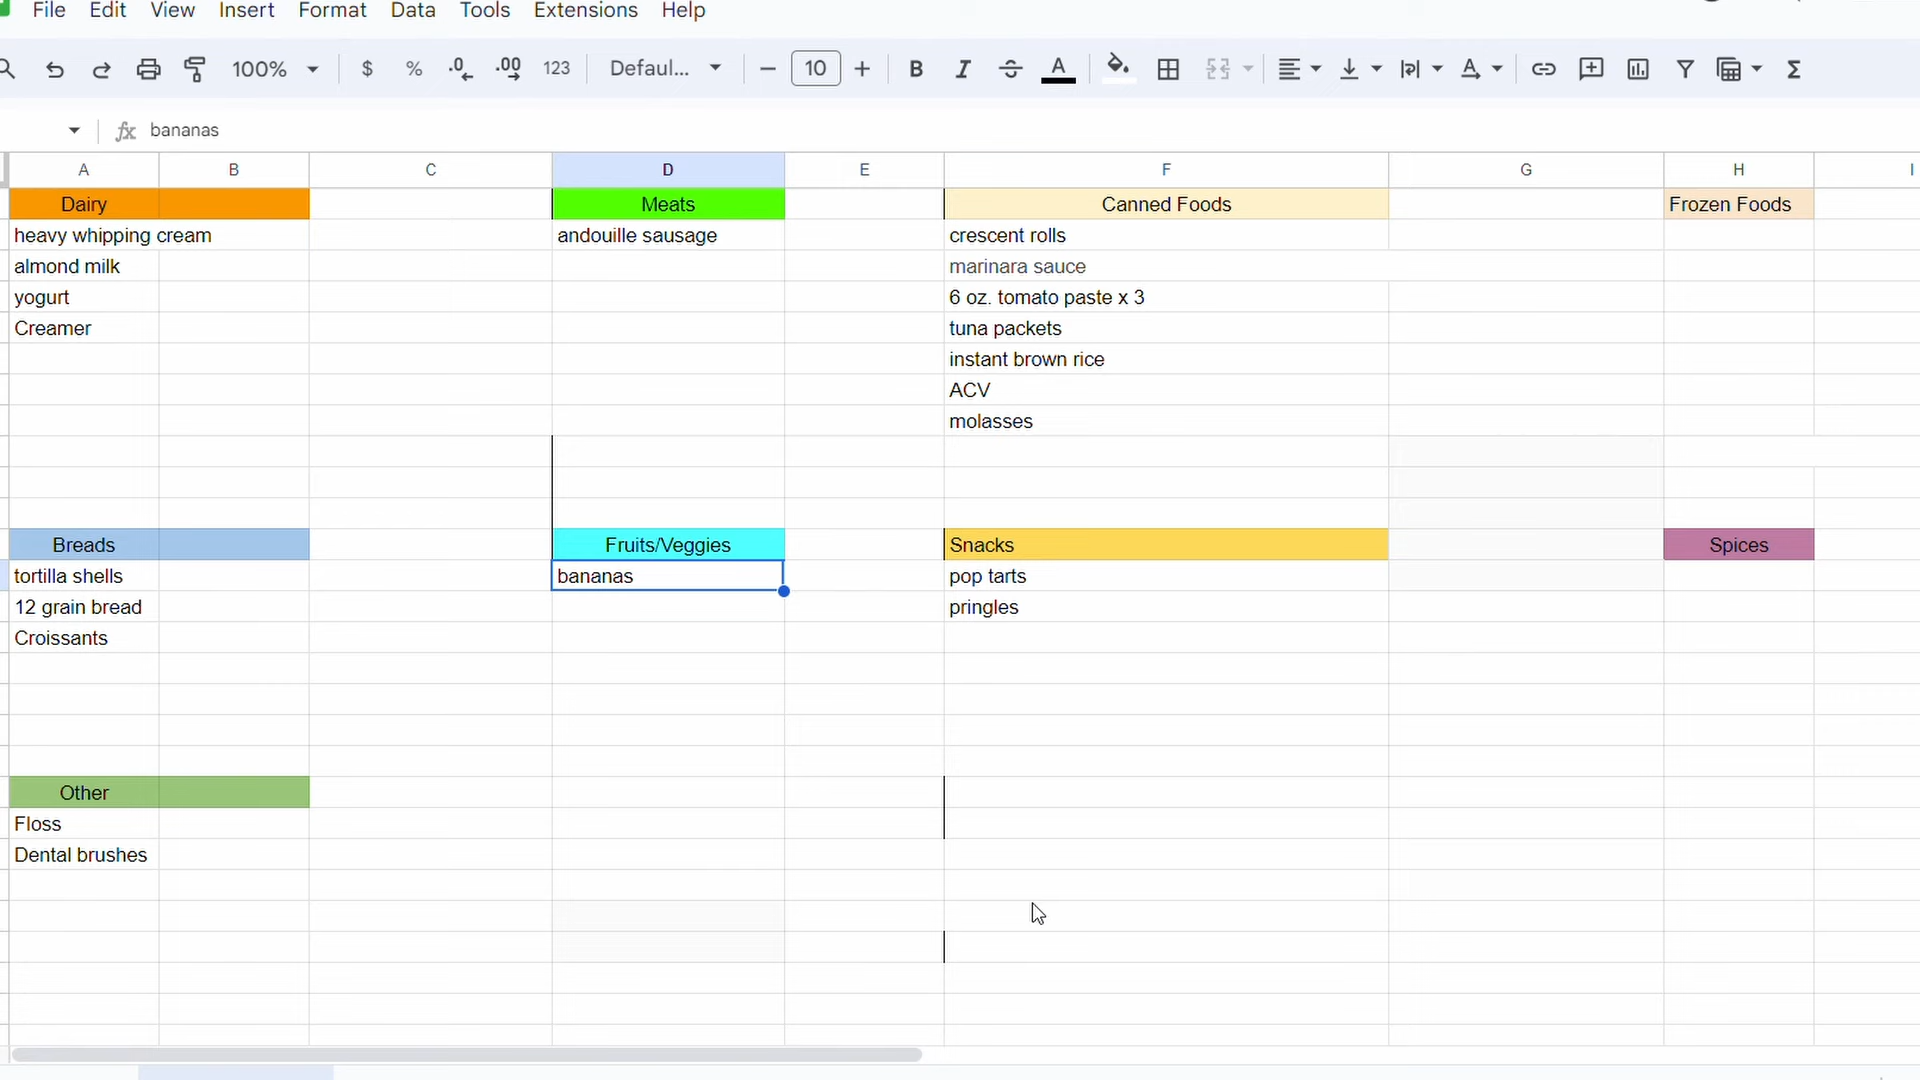 File Edit View Insert Format Data Tools Extensions Help
100% $ % .0 .00 123 Defaul... 10 B I S A Σ
fx bananas
A B C D E F G H I
Dairy Meats Canned Foods Frozen Foods
heavy whipping cream andouille sausage crescent rolls
almond milk marinara sauce
yogurt 6 oz. tomato paste x 3
Creamer tuna packets
instant brown rice
ACV
molasses
Breads Fruits/Veggies Snacks Spices
tortilla shells bananas pop tarts
12 grain bread pringles
Croissants
Other
Floss
Dental brushes